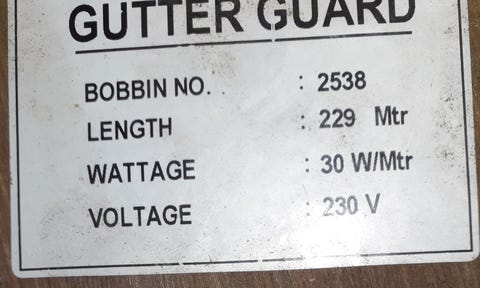 GUTTER GUARD
BOBBIN NO. : 2538
LENGTH : 229 Mtr
WATTAGE : 30 W/Mtr
VOLTAGE : 230 V